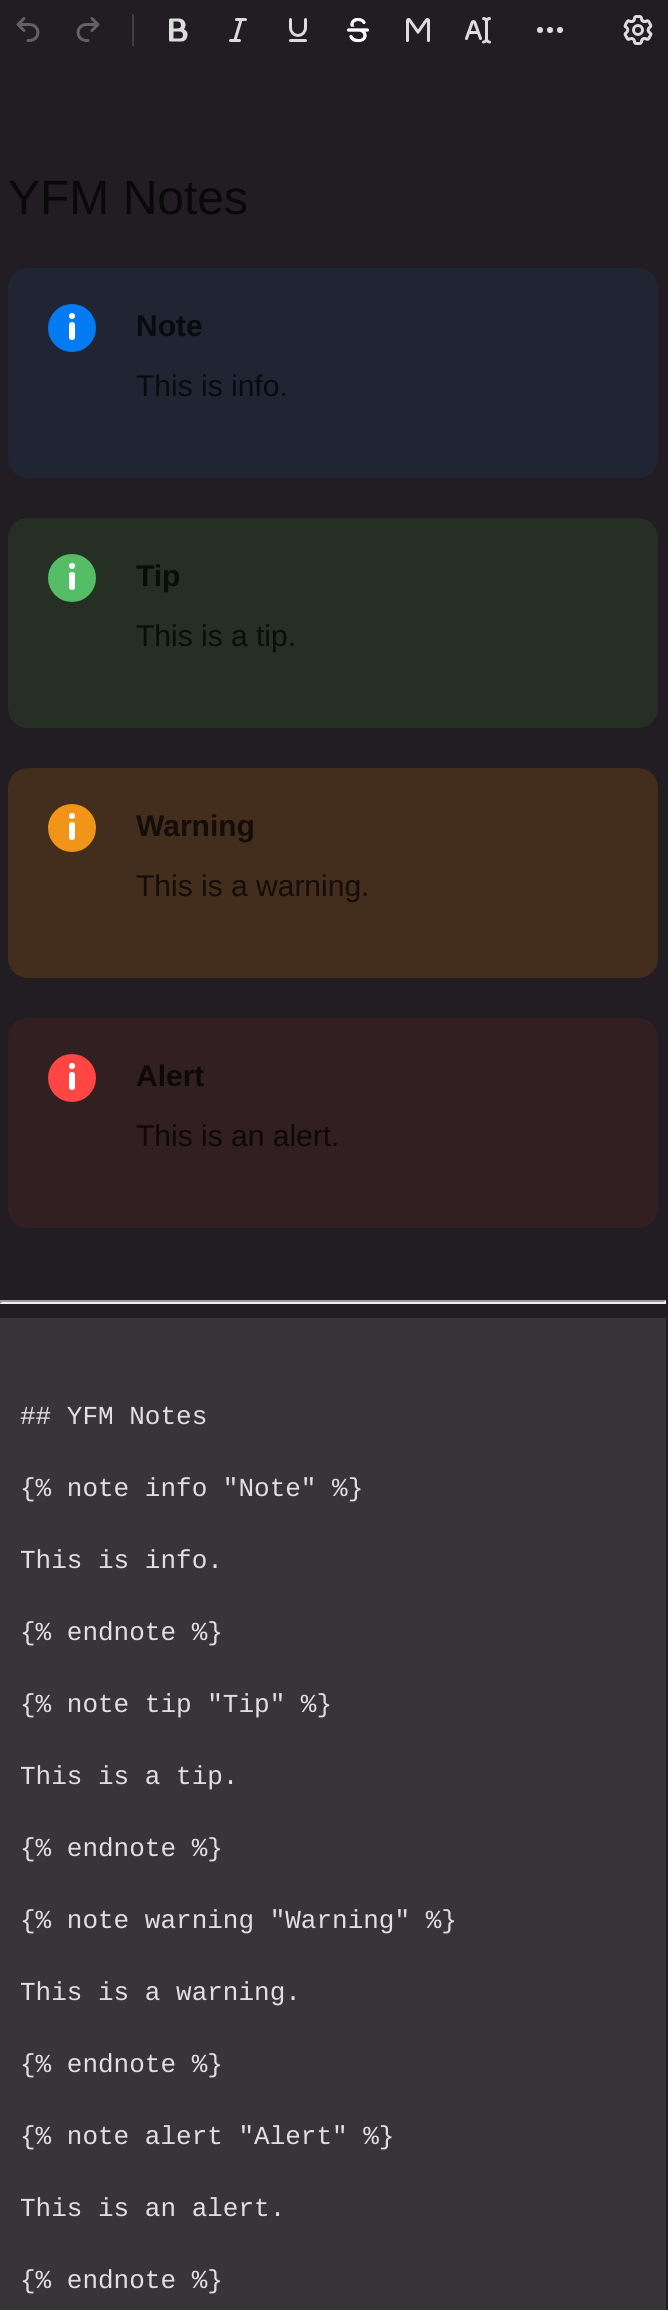 YFM Notes
Note
This is info.
Tip
This is a tip.
Warning
This is a warning.
Alert
This is an alert.
## YFM Notes
{% note info "Note" %}
This is info.
{% endnote %}
{% note tip "Tip" %}
This is a tip.
{% endnote %}
{% note warning "Warning" %}
This is a warning.
{% endnote %}
{% note alert "Alert" %}
This is an alert.
{% endnote %}